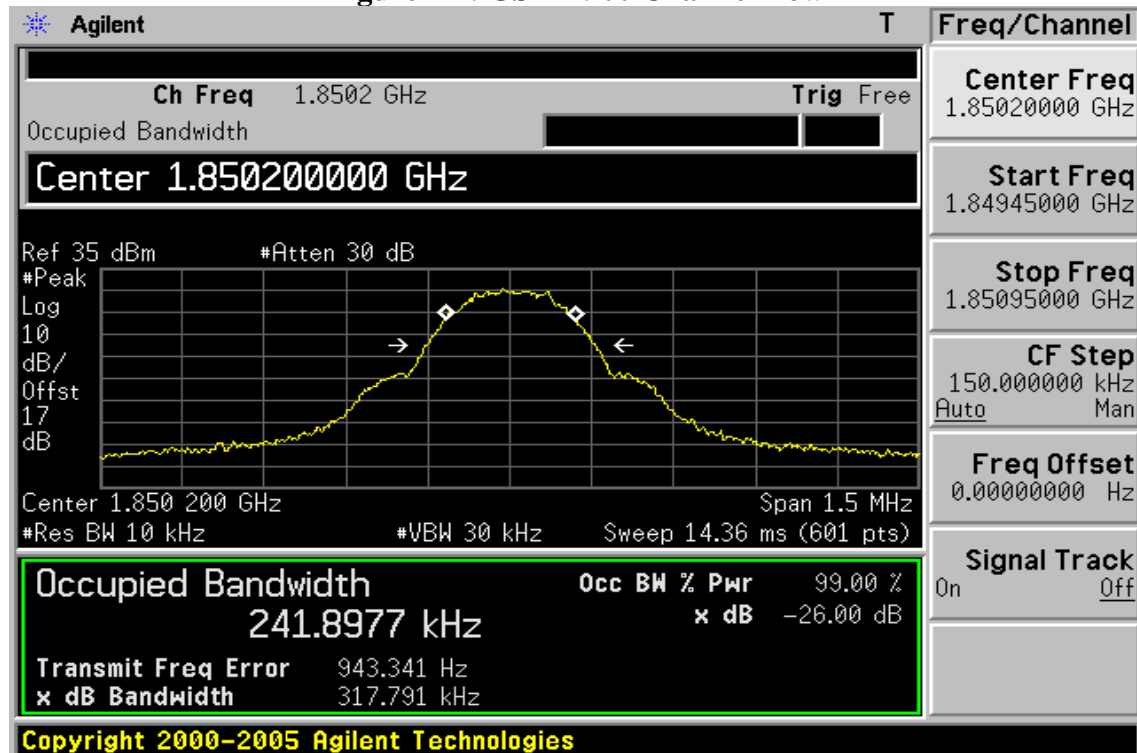 Agilent T Freq/Channel
Ch Freq 1.8502 GHz Trig Free
Occupied Bandwidth
Center 1.850200000 GHz
Ref 35 dBm #Atten 30 dB
#Peak
Log
10
dB/
Offst
17
dB
Center 1.850 200 GHz Span 1.5 MHz
#Res BW 10 kHz #VBW 30 kHz Sweep 14.36 ms (601 pts)
Occupied Bandwidth Occ BW % Pwr 99.00 %
241.8977 kHz x dB -26.00 dB
Transmit Freq Error 943.341 Hz
x dB Bandwidth 317.791 kHz
Copyright 2000-2005 Agilent Technologies
Center Freq
1.85020000 GHz
Start Freq
1.84945000 GHz
Stop Freq
1.85095000 GHz
CF Step
150.000000 kHz
Auto Man
Freq Offset
0.00000000 Hz
Signal Track
On Off